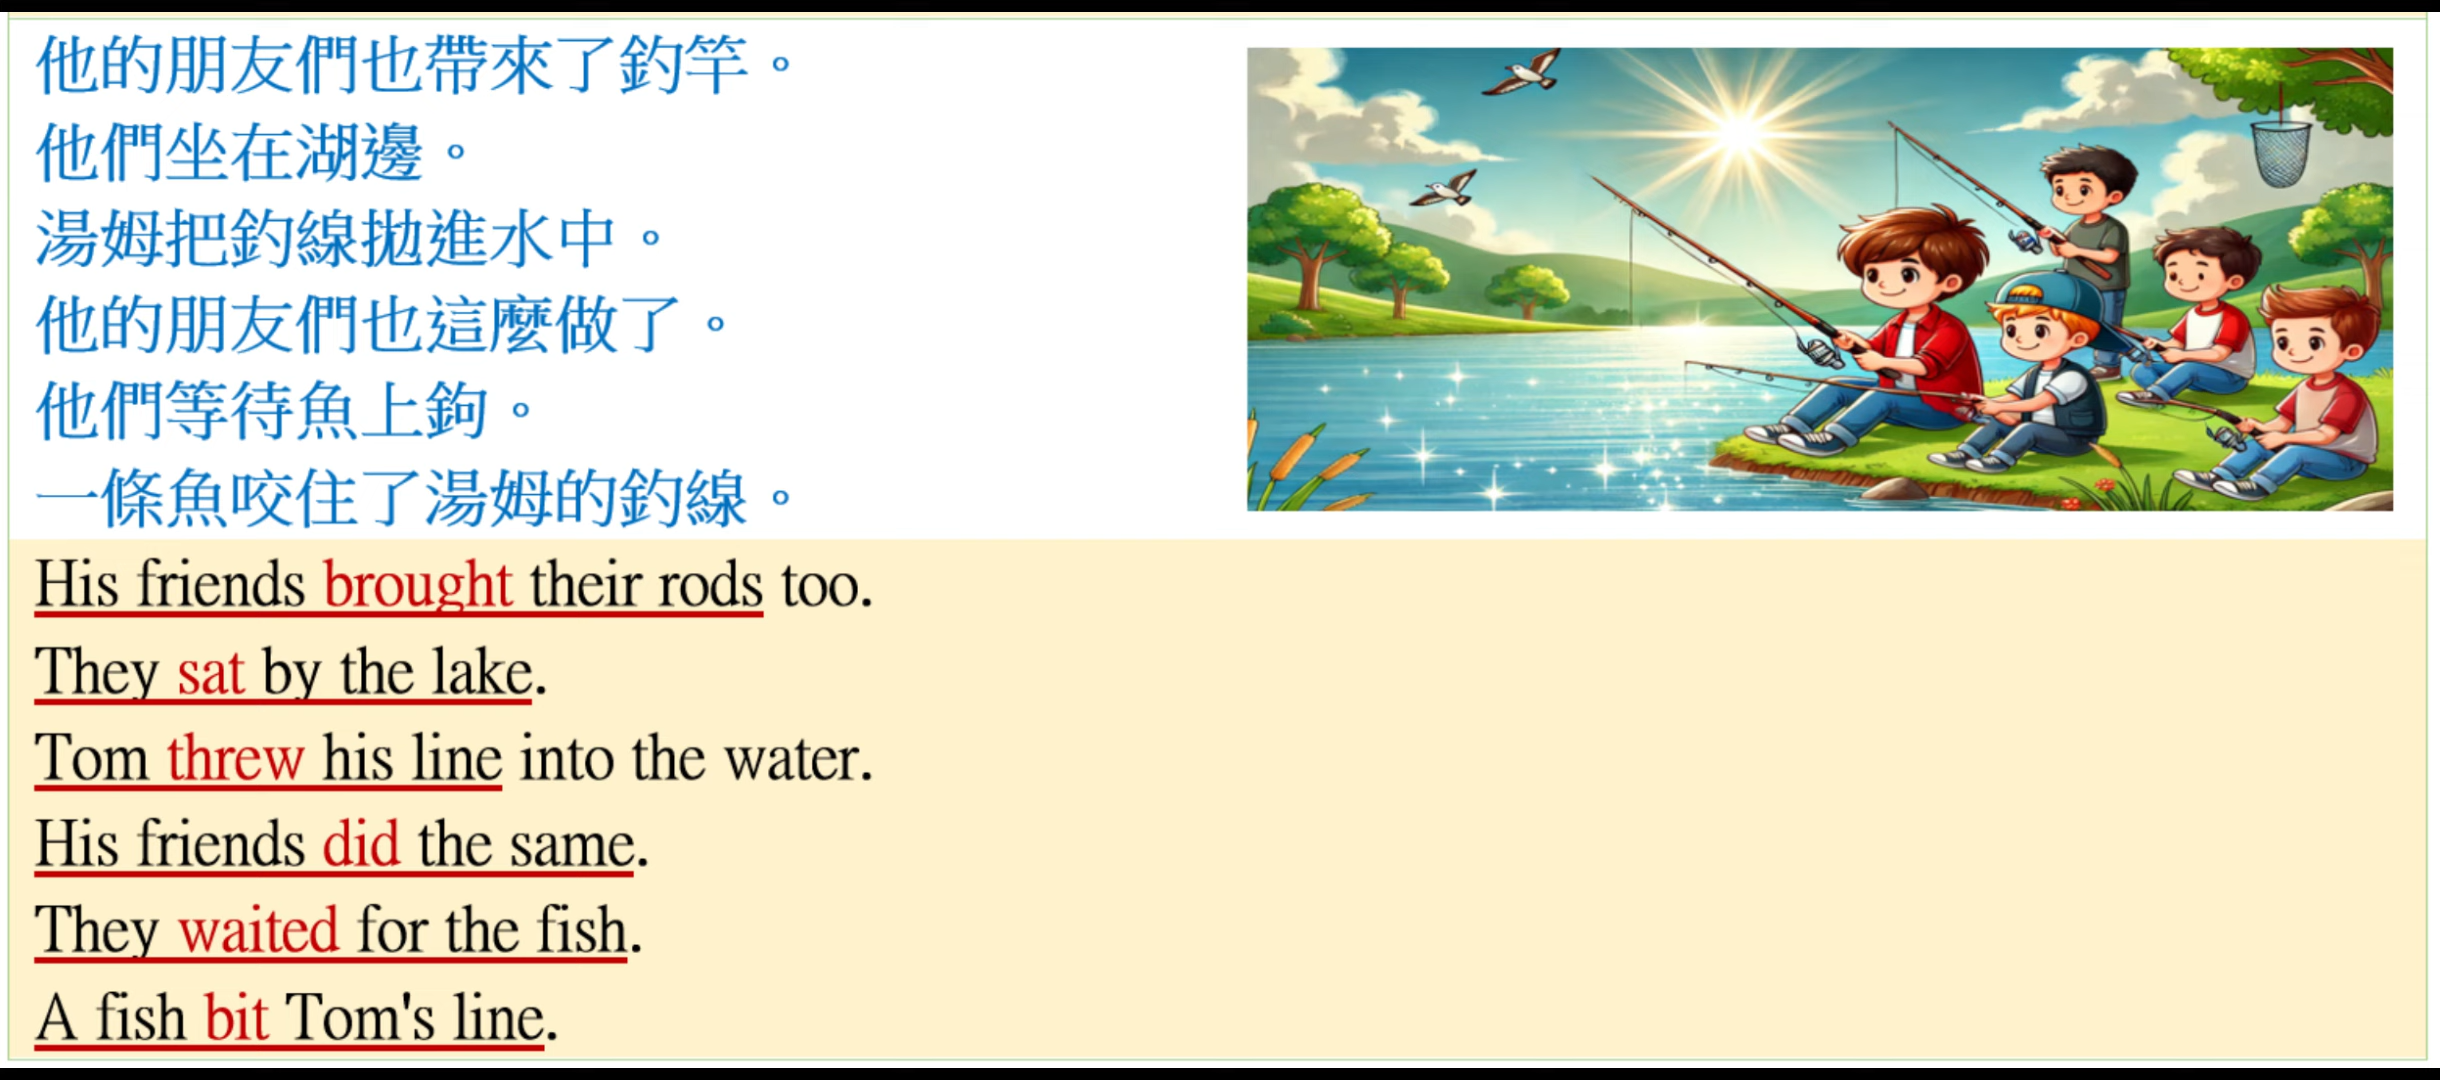 他的朋友們也帶來了釣竿。
他們坐在湖邊。
湯姆把釣線拋進水中。
他的朋友們也這麼做了。
他們等待魚上鉤。
一條魚咬住了湯姆的釣線。
His friends brought their rods too.
They sat by the lake.
Tom threw his line into the water.
His friends did the same.
They waited for the fish.
A fish bit Tom's line.